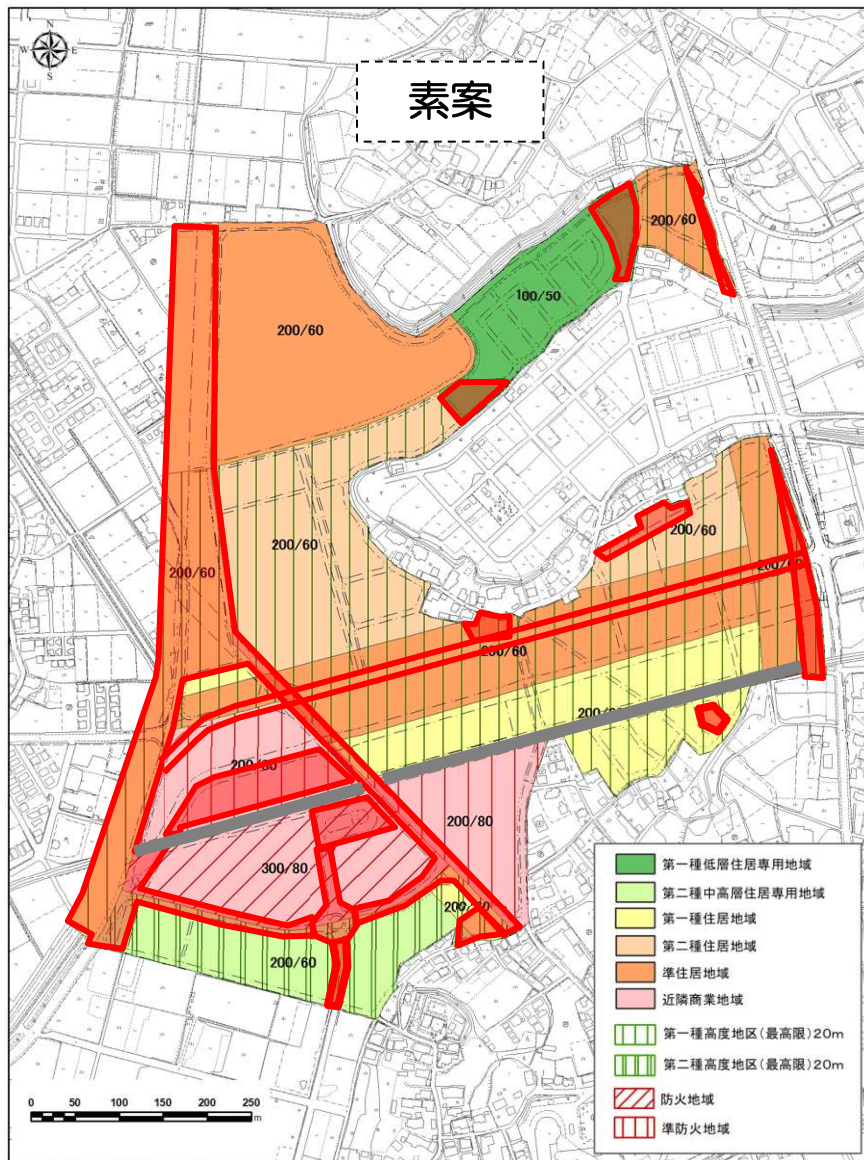 N
W E
S
素案
200/60
100/50
200/60
200/60
200/60
200/60
200/60
200/80
300/80
200/60
第一種低層住居専用地域
第二種中高層住居専用地域
第一種住居地域
第二種住居地域
準住居地域
近隣商業地域
第一種高度地区(最高限)20m
第二種高度地区(最高限)20m
防火地域
準防火地域
0 50 100 150 200 250
m